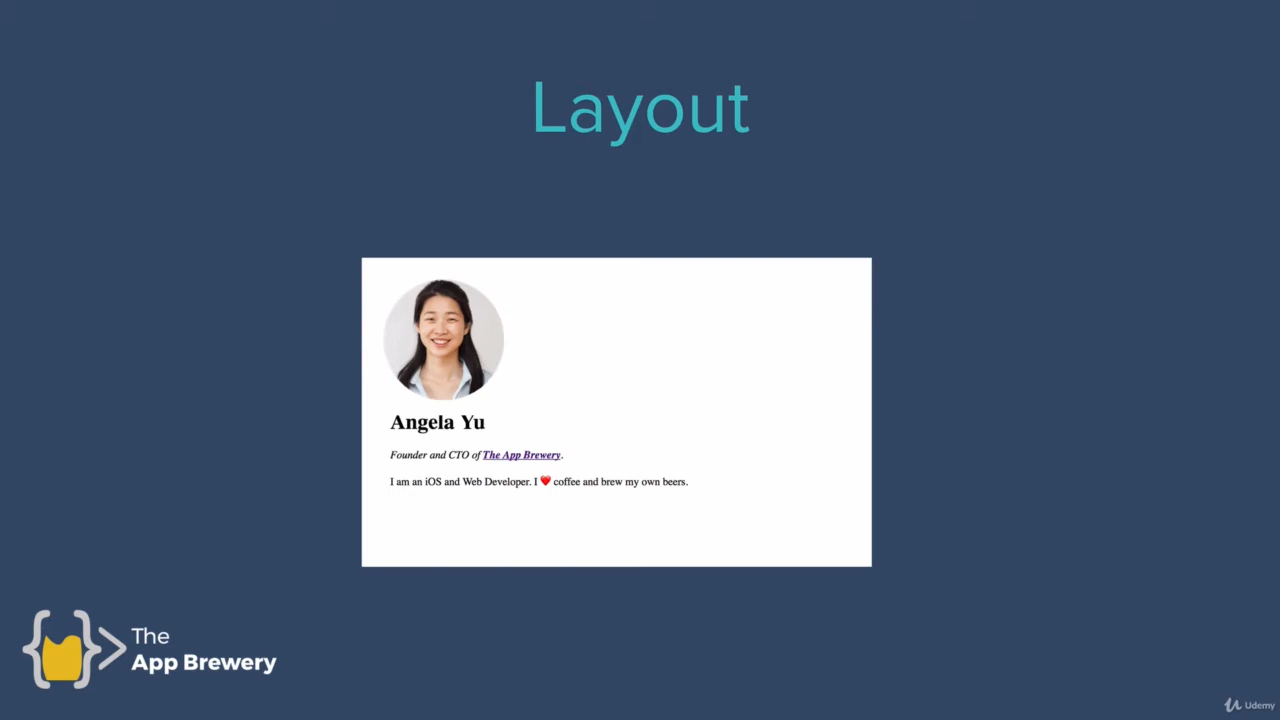 Layout
Angela Yu
Founder and CTO of The App Brewery.
I am an iOS and Web Developer. I ❤️ coffee and brew my own beers.
The
App Brewery
Udemy